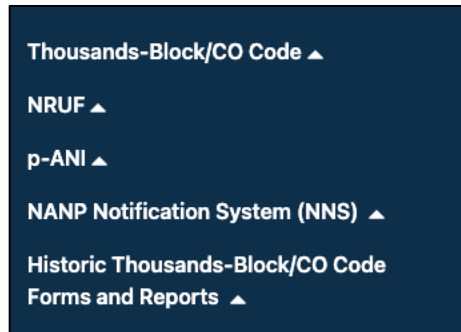 Thousands-Block/CO Code
NRUF
p-ANI
NANP Notification System (NNS)
Historic Thousands-Block/CO Code
Forms and Reports